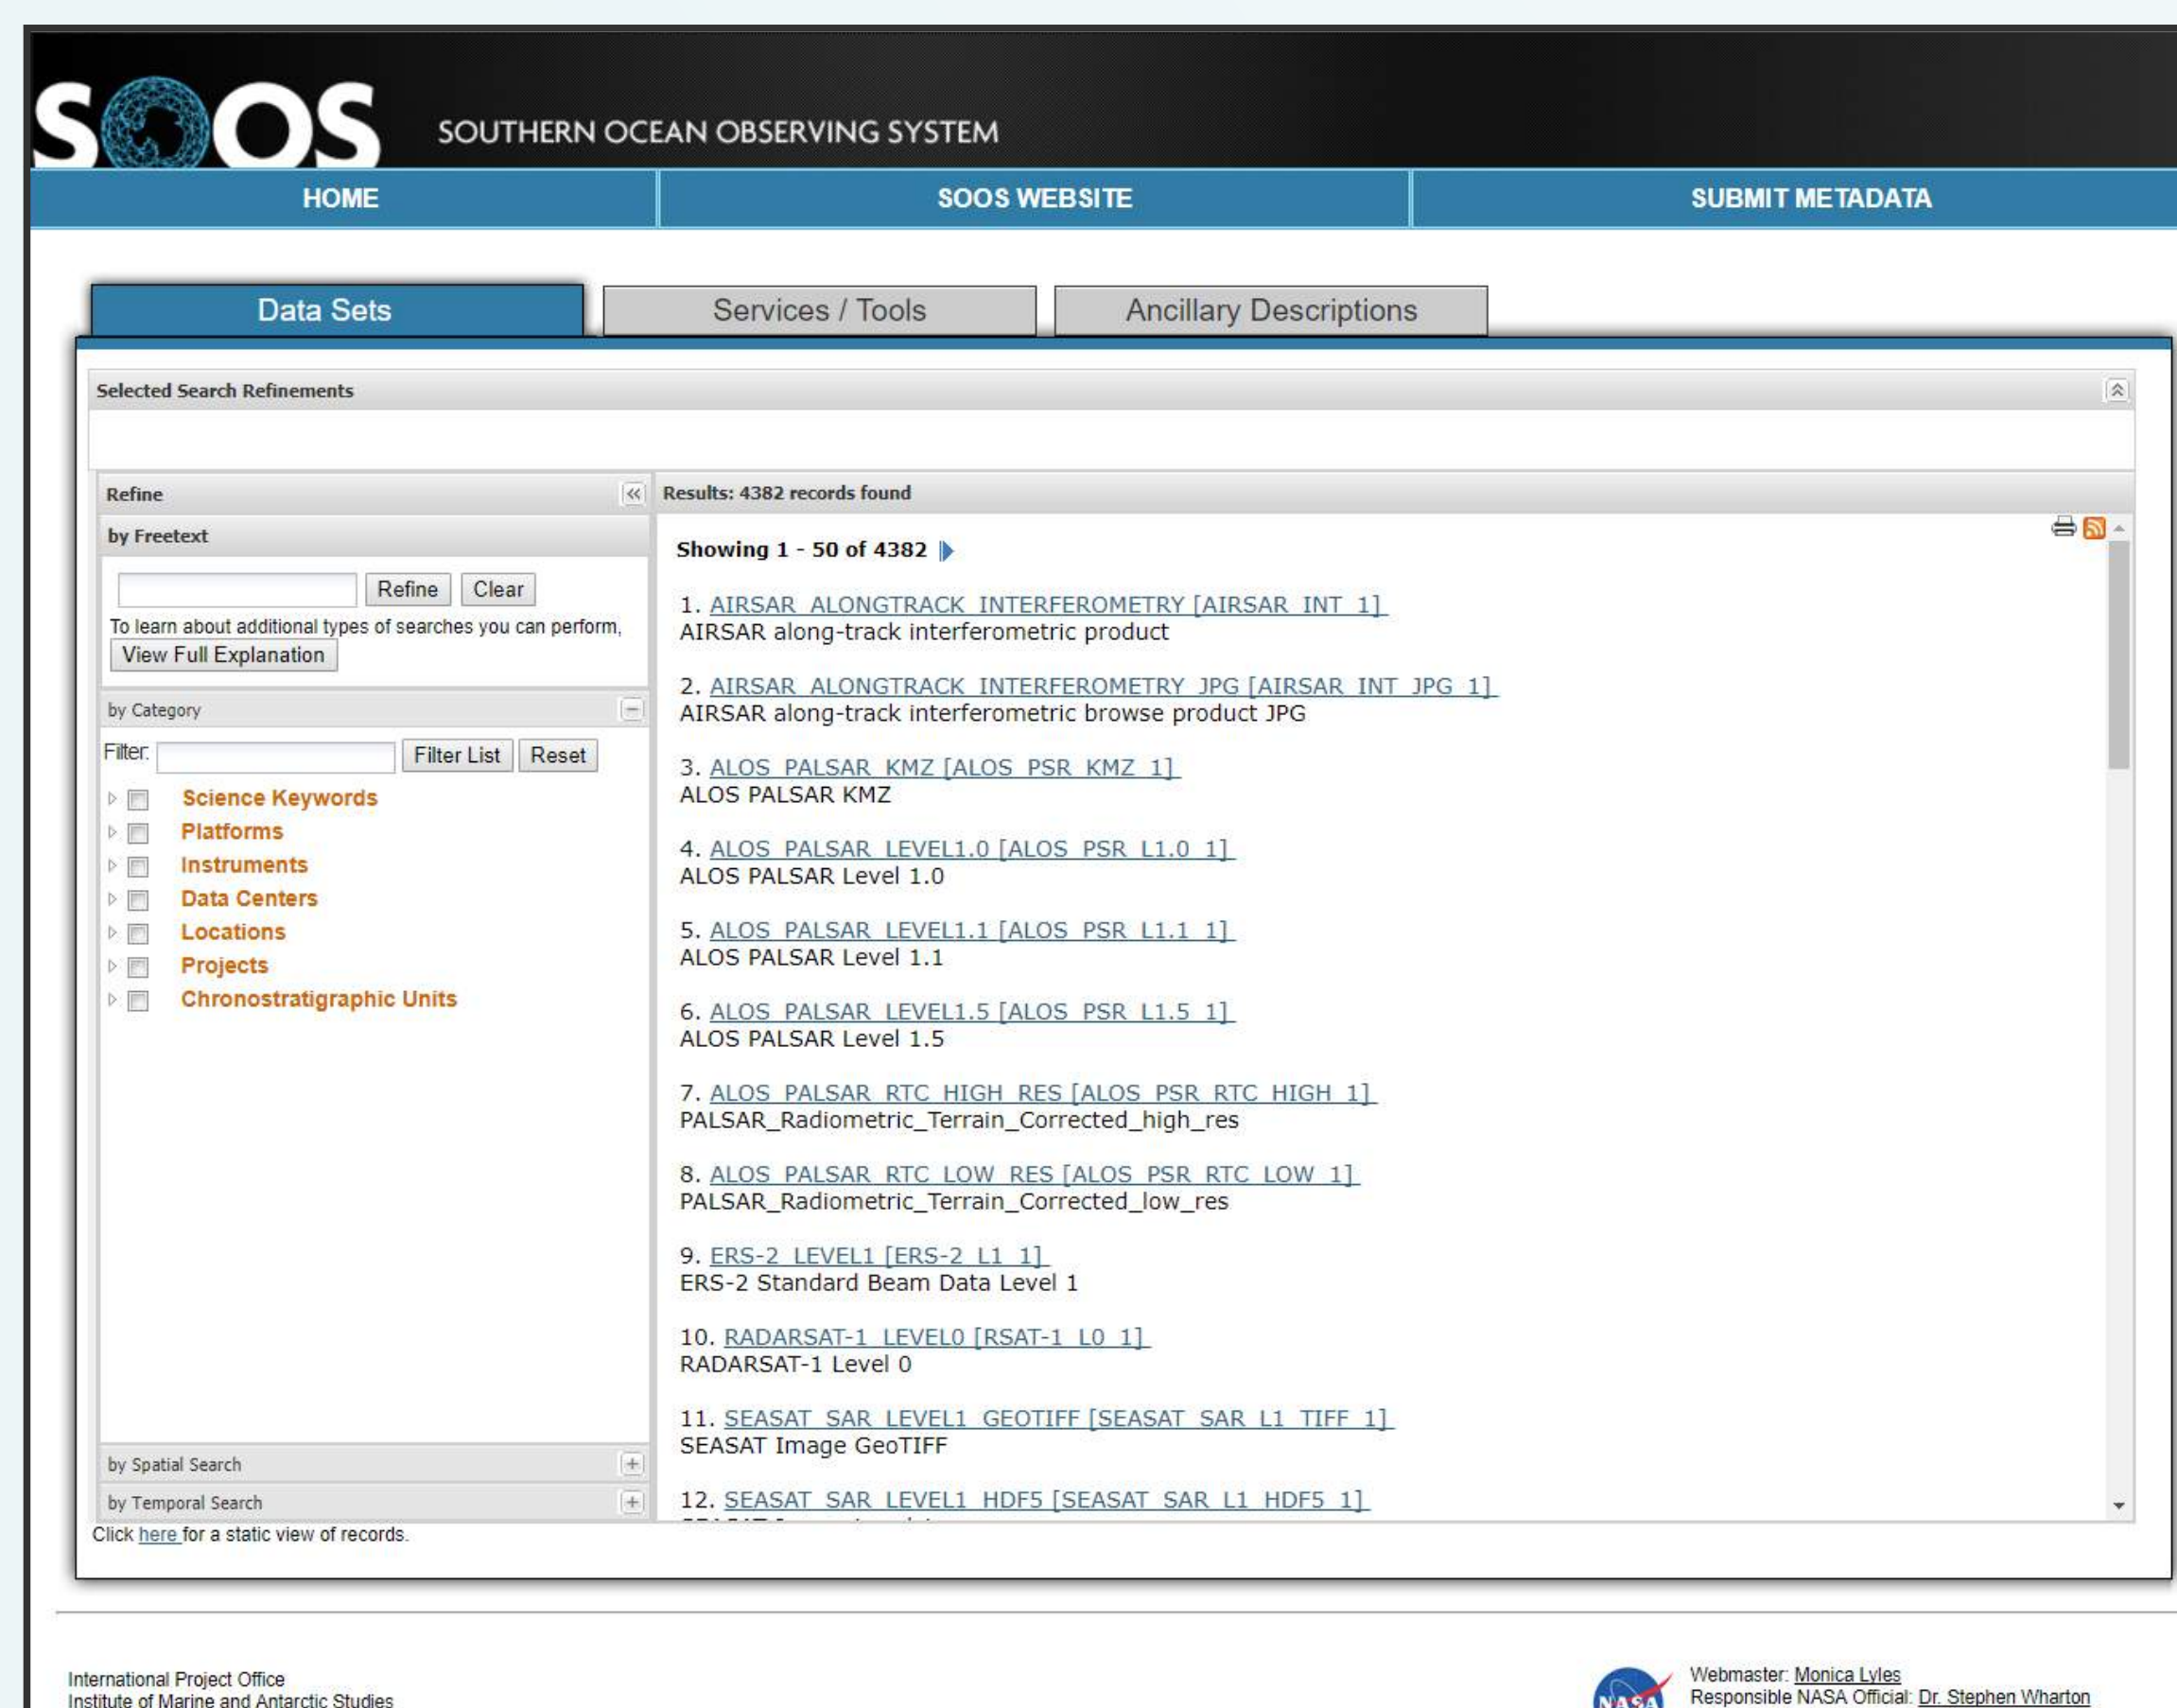 SOOS
SOUTHERN OCEAN OBSERVING SYSTEM
HOME
SOOS WEBSITE
SUBMIT METADATA
Data Sets
Services / Tools
Ancillary Descriptions
Selected Search Refinements
Refine
by Freetext
Refine
Clear
To learn about additional types of searches you can perform,
View Full Explanation
by Category
Filter:
Filter List
Reset
Science Keywords
Platforms
Instruments
Data Centers
Locations
Projects
Chronostratigraphic Units
by Spatial Search
by Temporal Search
Click here for a static view of records.
Results: 4382 records found
Showing 1 - 50 of 4382
1. AIRSAR_ALONGTRACK_INTERFEROMETRY [AIRSAR_INT_1]
AIRSAR along-track interferometric product
2. AIRSAR_ALONGTRACK_INTERFEROMETRY_JPG [AIRSAR_INT_JPG_1]
AIRSAR along-track interferometric browse product JPG
3. ALOS_PALSAR_KMZ [ALOS_PSR_KMZ_1]
ALOS PALSAR KMZ
4. ALOS_PALSAR_LEVEL1.0 [ALOS_PSR_L1.0_1]
ALOS PALSAR Level 1.0
5. ALOS_PALSAR_LEVEL1.1 [ALOS_PSR_L1.1_1]
ALOS PALSAR Level 1.1
6. ALOS_PALSAR_LEVEL1.5 [ALOS_PSR_L1.5_1]
ALOS PALSAR Level 1.5
7. ALOS_PALSAR_RTC_HIGH_RES [ALOS_PSR_RTC_HIGH_1]
PALSAR_Radiometric_Terrain_Corrected_high_res
8. ALOS_PALSAR_RTC_LOW_RES [ALOS_PSR_RTC_LOW_1]
PALSAR_Radiometric_Terrain_Corrected_low_res
9. ERS-2_LEVEL1 [ERS-2_L1_1]
ERS-2 Standard Beam Data Level 1
10. RADARSAT-1_LEVEL0 [RSAT-1_L0_1]
RADARSAT-1 Level 0
11. SEASAT_SAR_LEVEL1_GEOTIFF [SEASAT_SAR_L1_TIFF_1]
SEASAT Image GeoTIFF
12. SEASAT_SAR_LEVEL1_HDF5 [SEASAT_SAR_L1_HDF5_1]
International Project Office
Institute of Marine and Antarctic Studies
NASA
Webmaster: Monica Lyles
Responsible NASA Official: Dr. Stephen Wharton